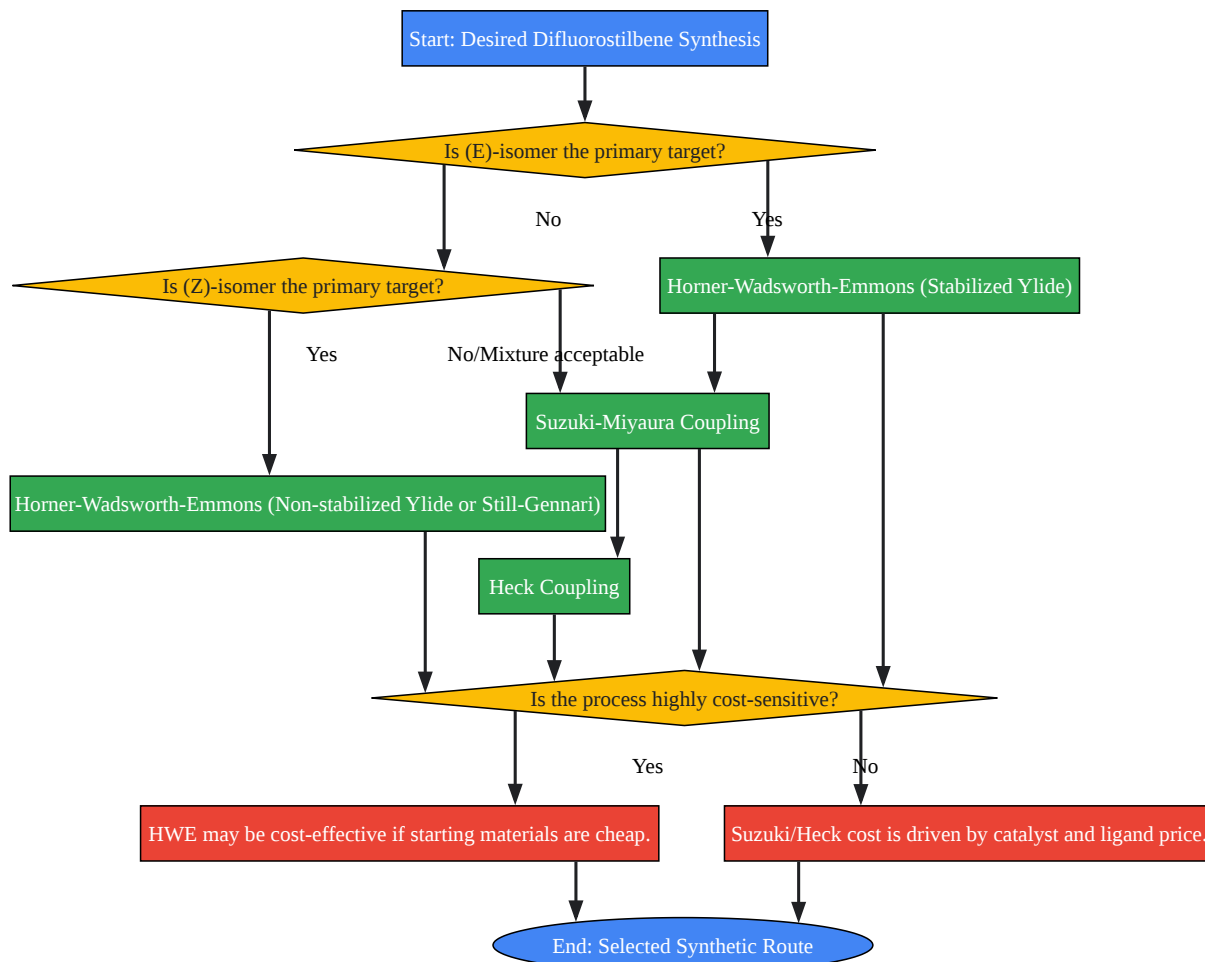 Start: Desired Difluorostilbene Synthesis
Is (E)-isomer the primary target?
No
Yes
Is (Z)-isomer the primary target?
Horner-Wadsworth-Emmons (Stabilized Ylide)
Yes
No/Mixture acceptable
Suzuki-Miyaura Coupling
Horner-Wadsworth-Emmons (Non-stabilized Ylide or Still-Gennari)
Heck Coupling
Is the process highly cost-sensitive?
Yes
No
HWE may be cost-effective if starting materials are cheap.
Suzuki/Heck cost is driven by catalyst and ligand price.
End: Selected Synthetic Route